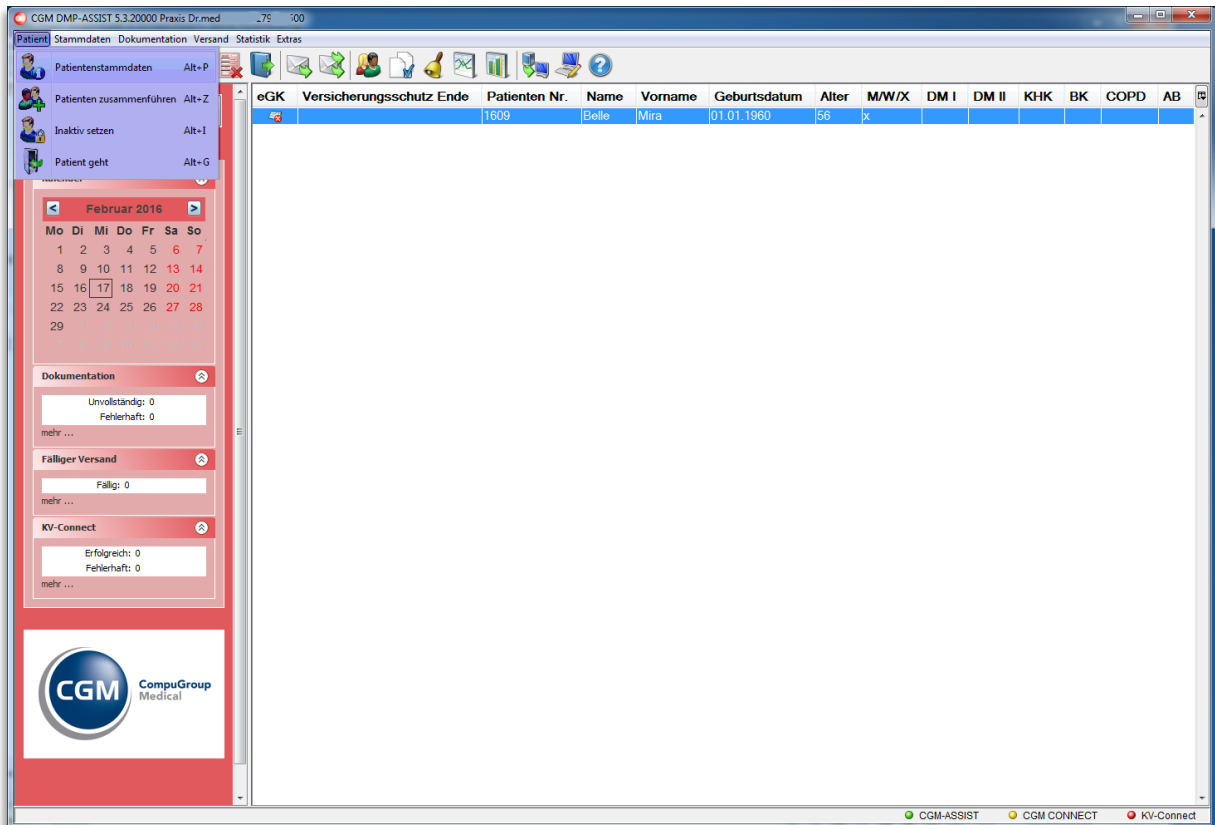 CGM DMP-ASSIST 5.3.20000 Praxis Dr.med
Patient Stammdaten Dokumentation Versand Statistik Extras
Patientenstammdaten Alt+P
Patienten zusammenführen Alt+Z
Inaktiv setzen Alt+I
Patient geht Alt+G
eGK Versicherungsschutz Ende Patienten Nr. Name Vorname Geburtsdatum Alter M/W/X DM I DM II KHK BK COPD AB
1609 Belle Mira 01.01.1960 56 x
Kalender
< Februar 2016 >
Mo Di Mi Do Fr Sa So
1 2 3 4 5 6 7
8 9 10 11 12 13 14
15 16 17 18 19 20 21
22 23 24 25 26 27 28
29
Dokumentation
Unvollständig: 0
Fehlerhaft: 0
mehr ...
Fälliger Versand
Fällig: 0
mehr ...
KV-Connect
Erfolgreich: 0
Fehlerhaft: 0
mehr ...
CGM CompuGroup
Medical
CGM-ASSIST CGM CONNECT KV-Connect